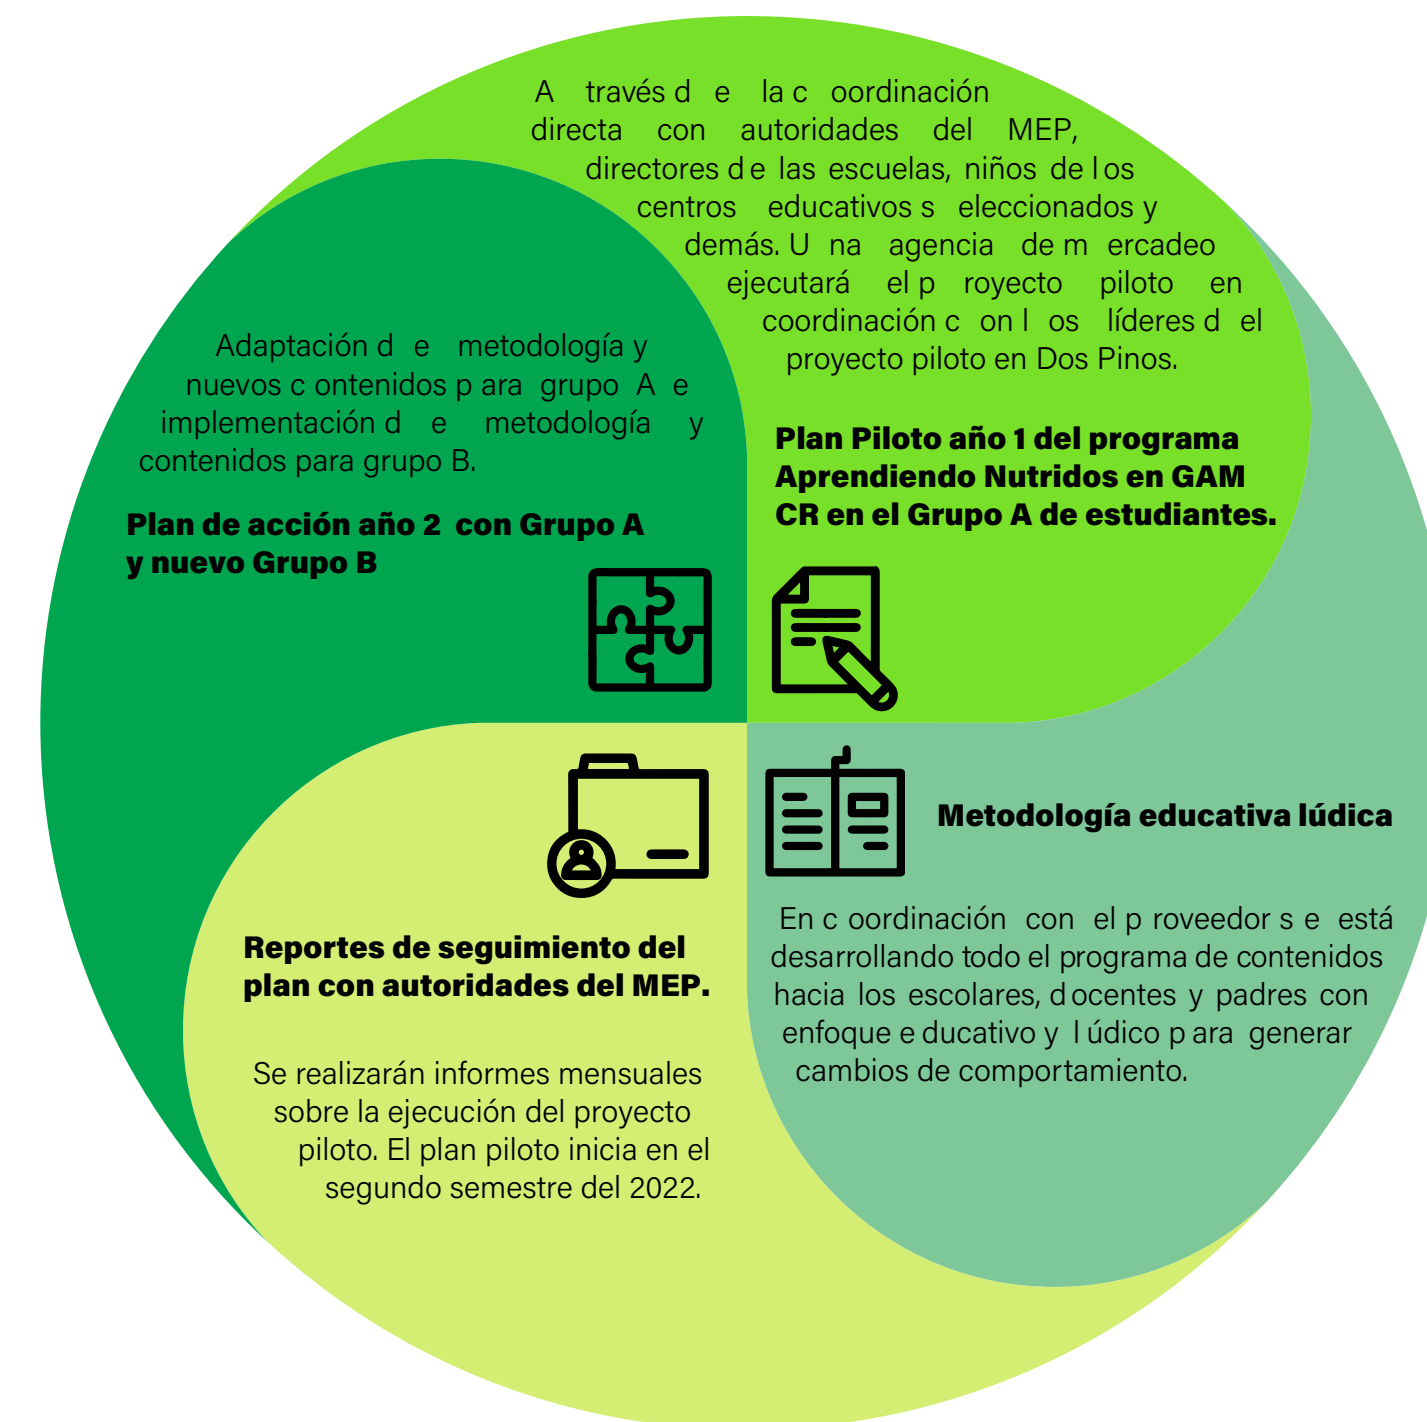 A través de la coordinación
directa con autoridades del MEP,
directores de las escuelas, niños de los
centros educativos seleccionados y
demás. Una agencia de mercadeo
ejecutará el proyecto piloto en
coordinación con los líderes del
proyecto piloto en Dos Pinos.
Plan Piloto año 1 del programa
Aprendiendo Nutridos en GAM
CR en el Grupo A de estudiantes.
Adaptación de metodología y
nuevos contenidos para grupo A e
implementación de metodología y
contenidos para grupo B.
Plan de acción año 2 con Grupo A
y nuevo Grupo B
Metodología educativa lúdica
En coordinación con el proveedor se está
desarrollando todo el programa de contenidos
hacia los escolares, docentes y padres con
enfoque educativo y lúdico para generar
cambios de comportamiento.
Reportes de seguimiento del
plan con autoridades del MEP.
Se realizarán informes mensuales
sobre la ejecución del proyecto
piloto. El plan piloto inicia en el
segundo semestre del 2022.